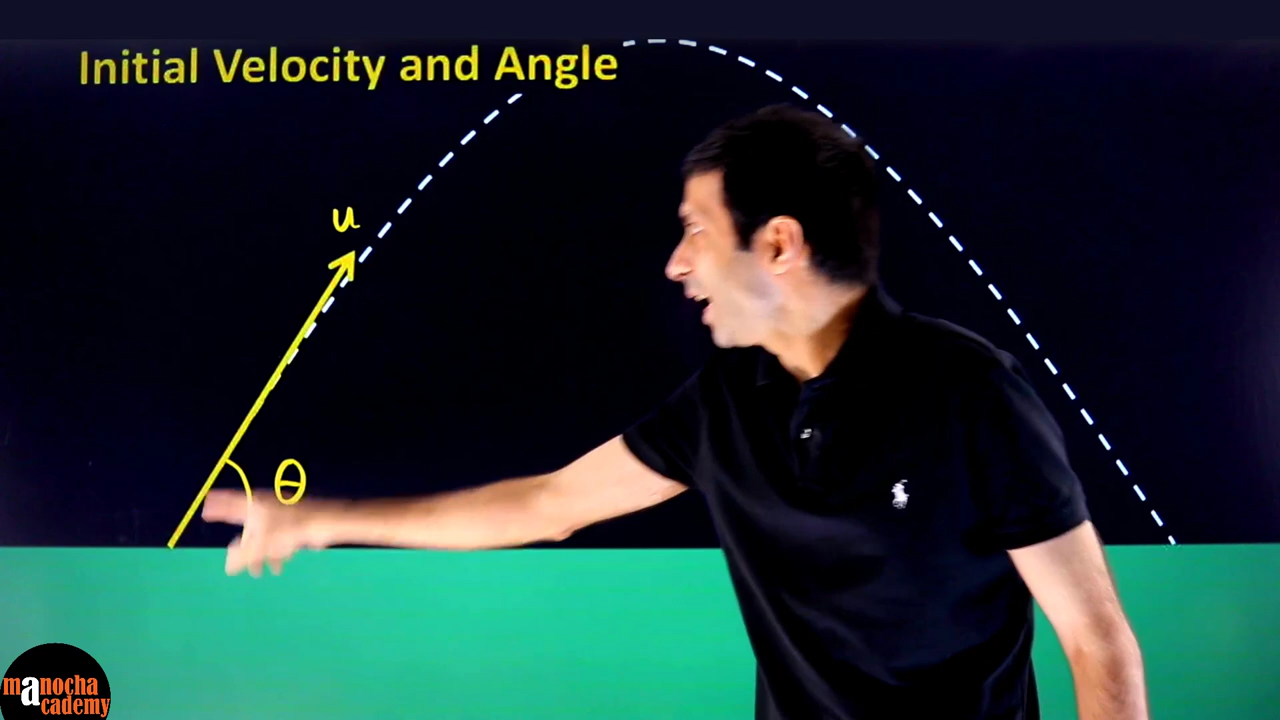 Initial Velocity and Angle
u
θ
manocha
academy